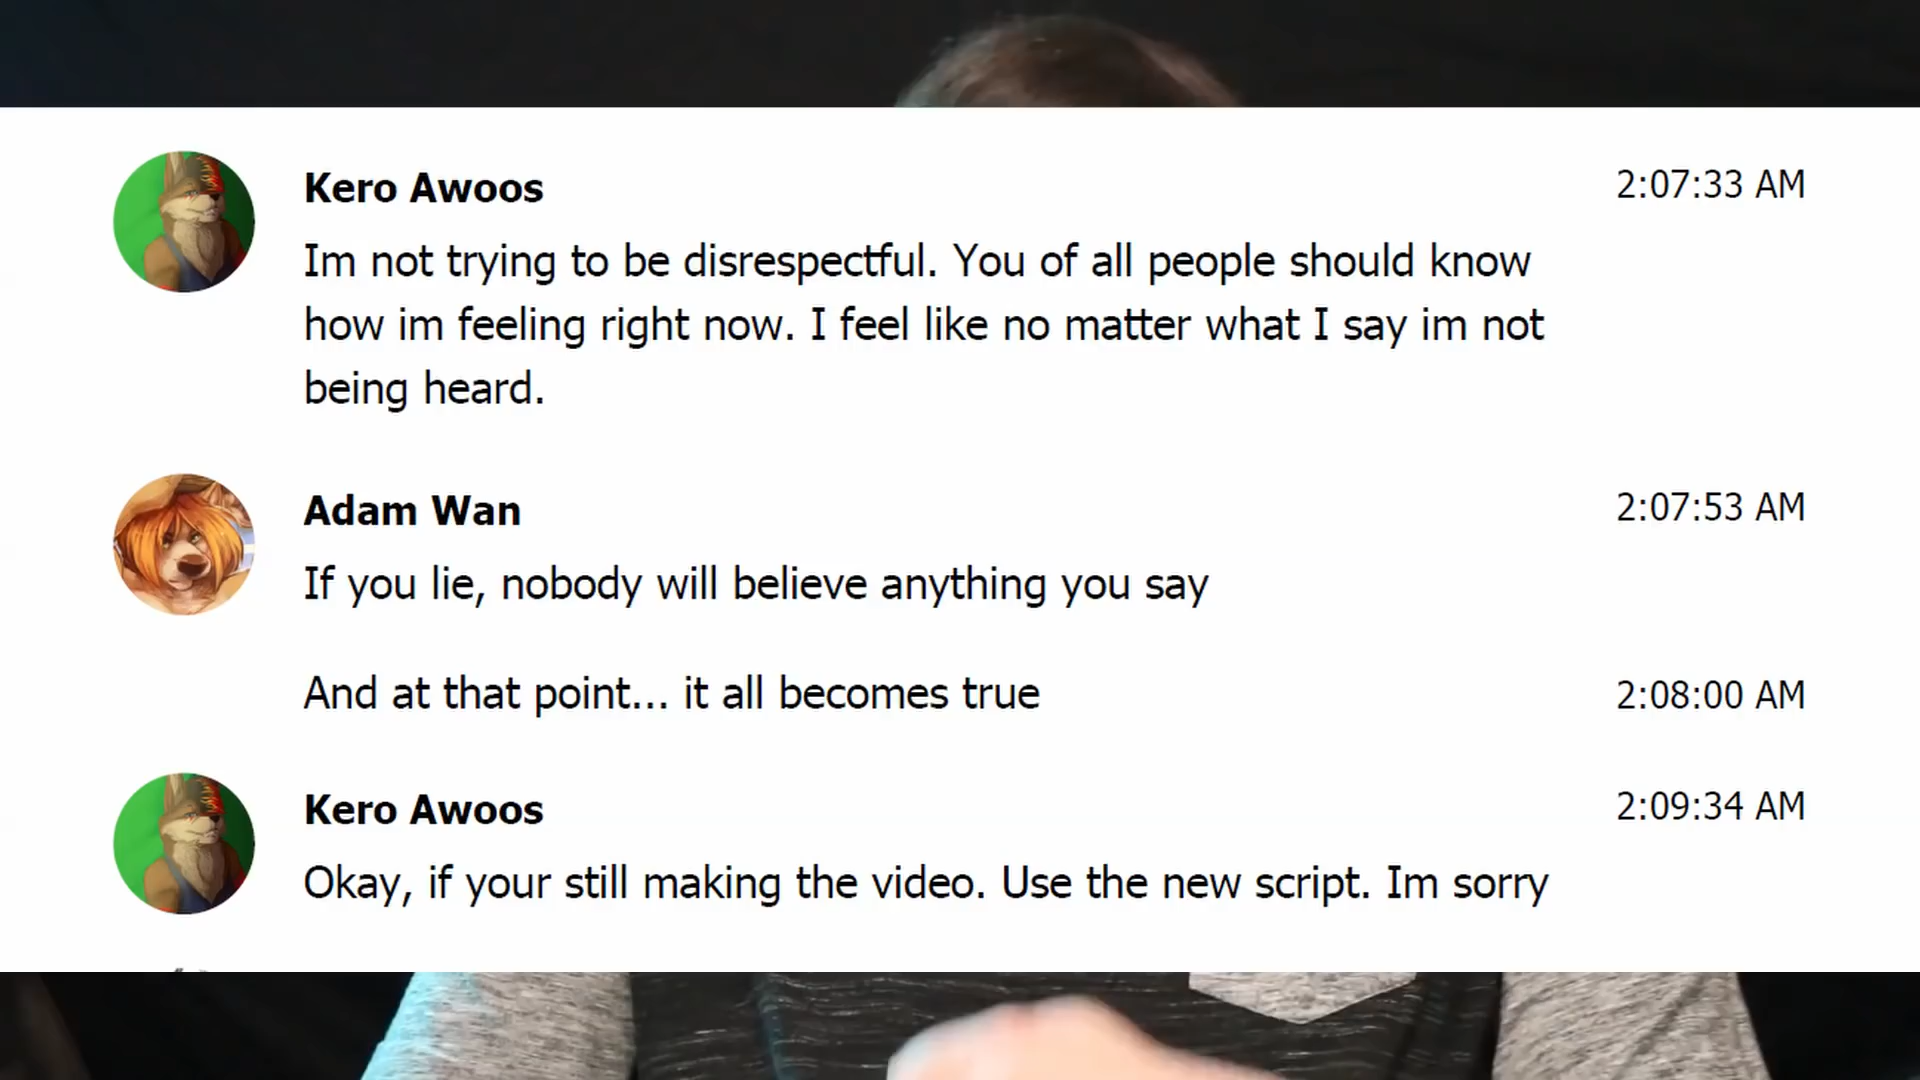 Kero Awoos 2:07:33 AM
Im not trying to be disrespectful. You of all people should know
how im feeling right now. I feel like no matter what I say im not
being heard.
Adam Wan 2:07:53 AM
If you lie, nobody will believe anything you say
And at that point... it all becomes true 2:08:00 AM
Kero Awoos 2:09:34 AM
Okay, if your still making the video. Use the new script. Im sorry